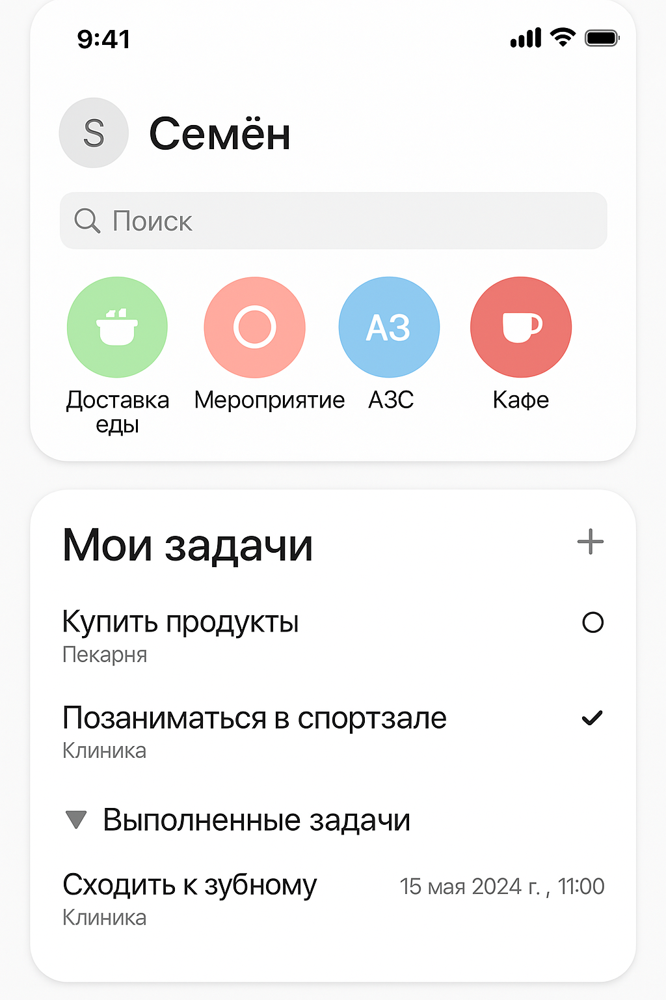 9:41
S
Семён
Поиск
АЗ
Доставка
еды
Мероприятие
АЗС
Кафе
Мои задачи
Купить продукты
Пекарня
Позаниматься в спортзале
Клиника
Выполненные задачи
Сходить к зубному 15 мая 2024 г. , 11:00
Клиника